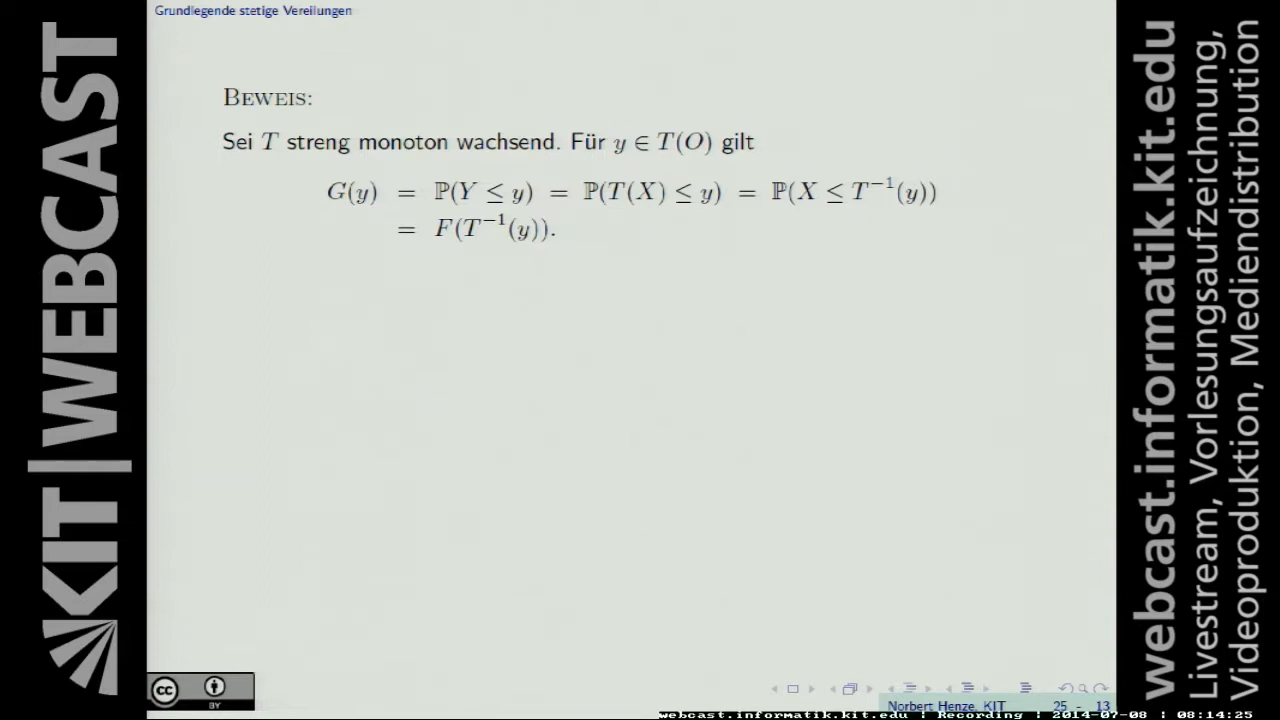 Grundlegende stetige Vereilungen
BEWEIS:
Sei T streng monoton wachsend. Für y ∈ T(O) gilt
G(y) = ℙ(Y ≤ y) = ℙ(T(X) ≤ y) = ℙ(X ≤ T⁻¹(y))
= F(T⁻¹(y)).
KIT | WEBCAST
webcast.informatik.kit.edu
Livestream, Vorlesungsaufzeichnung,
Videoproduktion, Mediendistribution
cc BY
Norbert Henze, KIT 25 - 13
webcast.informatik.kit.edu | Recording : 2014-07-08 | 08:14:25